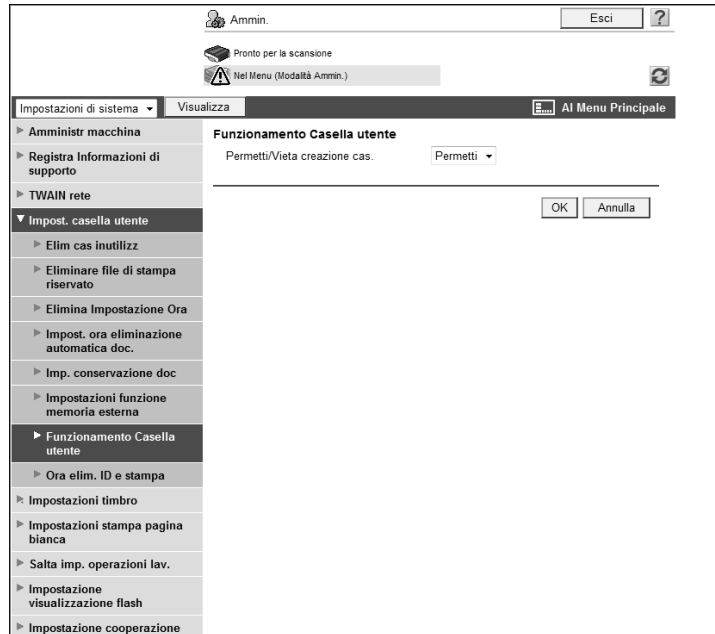 Ammin.
Esci
?
Pronto per la scansione
Nel Menu (Modalità Ammin.)
Impostazioni di sistema
Visualizza
Al Menu Principale
Amministr macchina
Registra Informazioni di
supporto
TWAIN rete
Impost. casella utente
Elim cas inutilizz
Eliminare file di stampa
riservato
Elimina Impostazione Ora
Impost. ora eliminazione
automatica doc.
Imp. conservazione doc
Impostazioni funzione
memoria esterna
Funzionamento Casella
utente
Ora elim. ID e stampa
Impostazioni timbro
Impostazioni stampa pagina
bianca
Salta imp. operazioni lav.
Impostazione
visualizzazione flash
Impostazione cooperazione
Funzionamento Casella utente
Permetti/Vieta creazione cas.
Permetti
OK
Annulla